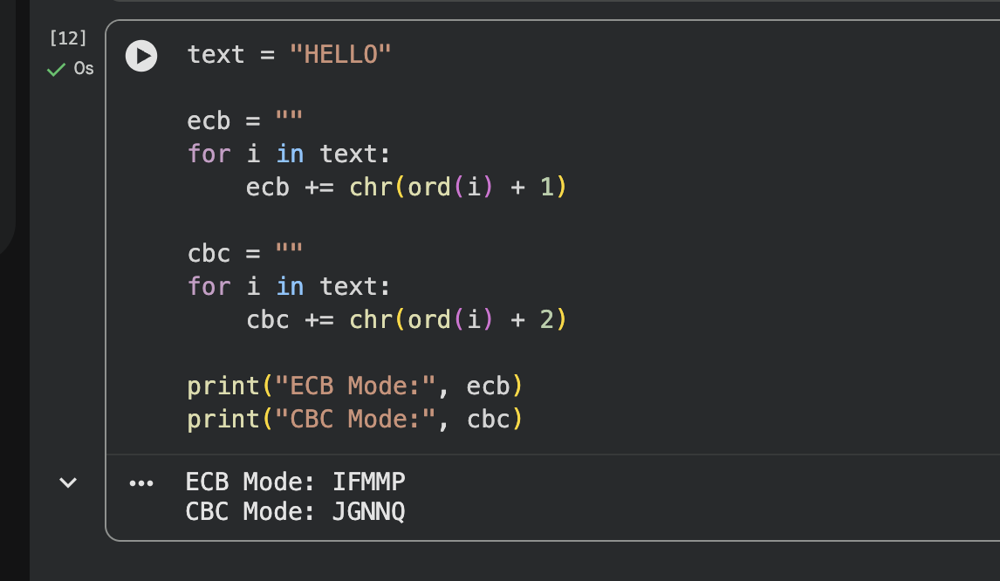 [12]
0s
text = "HELLO"
ecb = ""
for i in text:
    ecb += chr(ord(i) + 1)
cbc = ""
for i in text:
    cbc += chr(ord(i) + 2)
print("ECB Mode:", ecb)
print("CBC Mode:", cbc)
ECB Mode: IFMMP
CBC Mode: JGNNQ